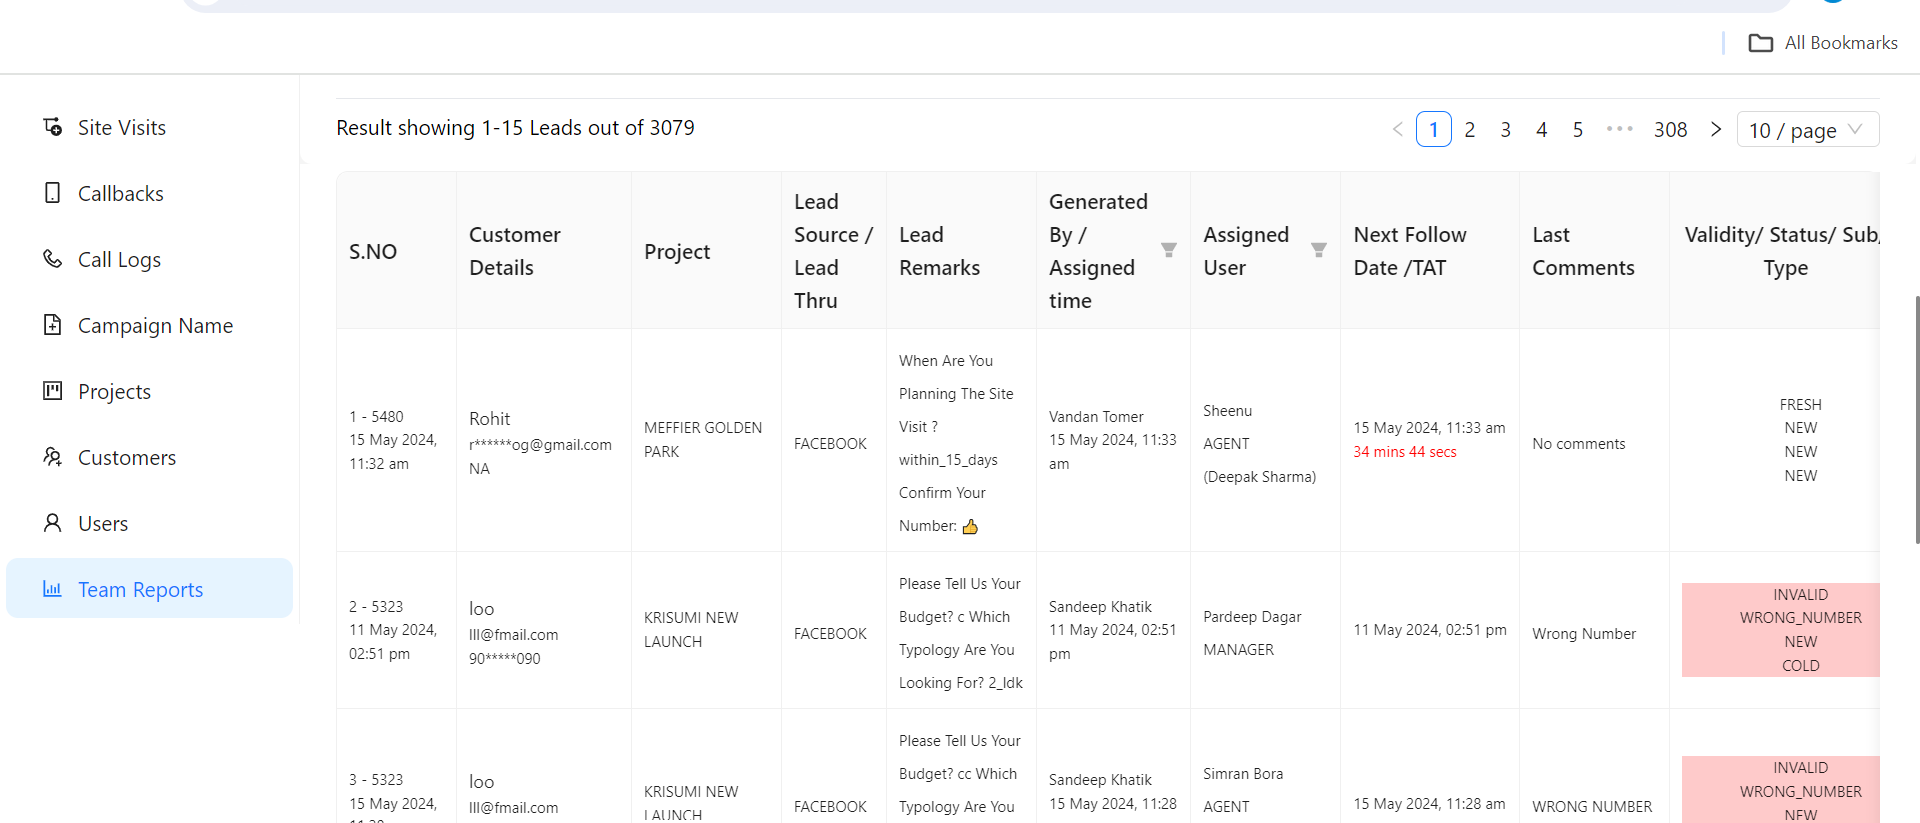 All Bookmarks
Site Visits
Callbacks
Call Logs
Campaign Name
Projects
Customers
Users
Team Reports
Result showing 1-15 Leads out of 3079
1 2 3 4 5 ••• 308 10 / page
S.NO
Customer
Details
Project
Lead
Source /
Lead
Thru
Lead
Remarks
Generated
By /
Assigned
time
Assigned
User
Next Follow
Date /TAT
Last
Comments
Validity/ Status/ Sub/
Type
1 - 5480
15 May 2024,
11:32 am
Rohit
r******og@gmail.com
NA
MEFFIER GOLDEN
PARK
FACEBOOK
When Are You
Planning The Site
Visit ?
within_15_days
Confirm Your
Number: 👍
Vandan Tomer
15 May 2024, 11:33
am
Sheenu
AGENT
(Deepak Sharma)
15 May 2024, 11:33 am
34 mins 44 secs
No comments
FRESH
NEW
NEW
NEW
2 - 5323
11 May 2024,
02:51 pm
loo
lll@fmail.com
90*****090
KRISUMI NEW
LAUNCH
FACEBOOK
Please Tell Us Your
Budget? c Which
Typology Are You
Looking For? 2_ldk
Sandeep Khatik
11 May 2024, 02:51
pm
Pardeep Dagar
MANAGER
11 May 2024, 02:51 pm
Wrong Number
INVALID
WRONG_NUMBER
NEW
COLD
3 - 5323
15 May 2024,
loo
lll@fmail.com
KRISUMI NEW
LAUNCH
FACEBOOK
Please Tell Us Your
Budget? cc Which
Typology Are You
Sandeep Khatik
15 May 2024, 11:28
Simran Bora
AGENT
15 May 2024, 11:28 am
WRONG NUMBER
INVALID
WRONG_NUMBER
NEW